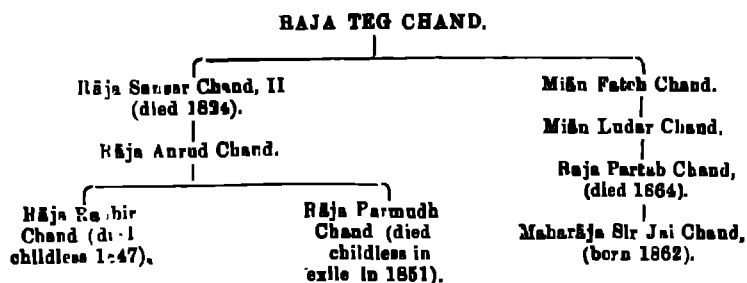 RAJA TEG CHAND.
Rāja Sansar Chand, II
(died 1824).
Rāja Anrud Chand.
Rāja
Chand
childless
Rāja Parmudh
Chand (died
childless in
exile in 1851).
Miān Fateh Chand.
Miān Ludar Chand.
Raja Partab Chand,
(died 1864).
Mahārāja Sir Jai Chand,
(born 1862).